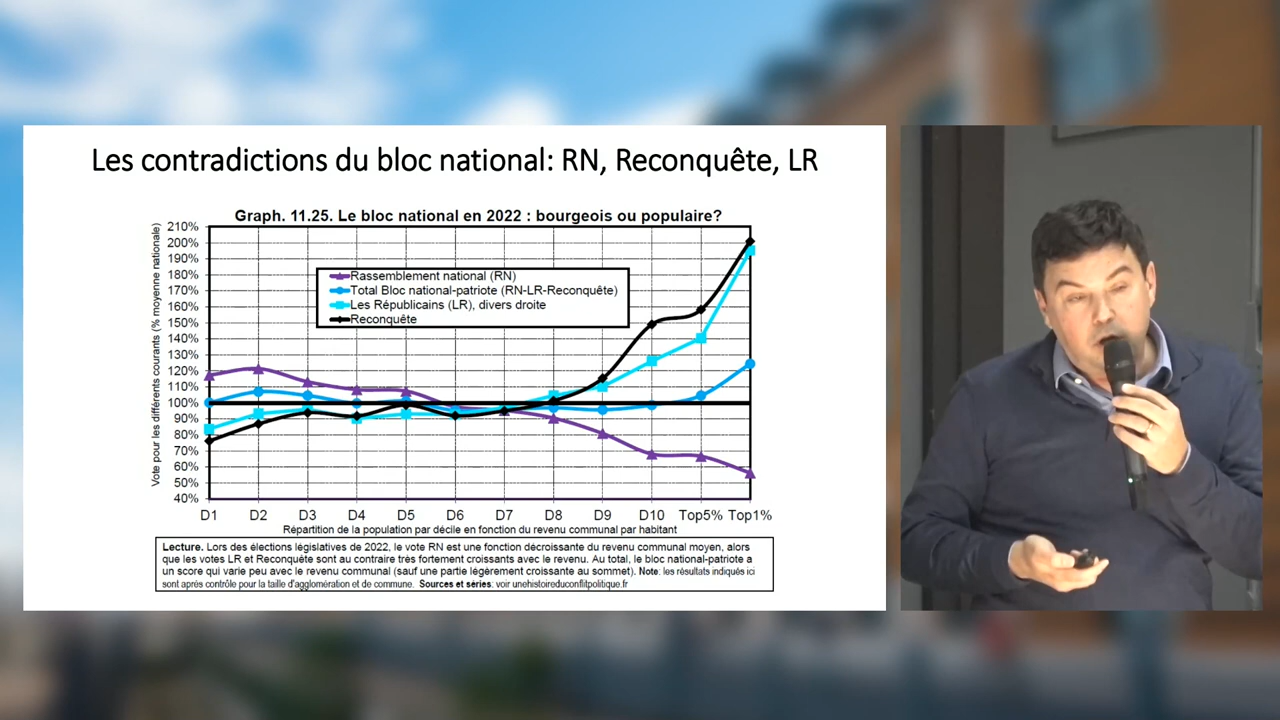 Les contradictions du bloc national: RN, Reconquête, LR
Graph. 11.25. Le bloc national en 2022 : bourgeois ou populaire?
Vote pour les différents courants (% moyenne nationale)
210%
200%
190%
180%
170%
160%
150%
140%
130%
120%
110%
100%
90%
80%
70%
60%
50%
40%
Rassemblement national (RN)
Total Bloc national-patriote (RN-LR-Reconquête)
Les Républicains (LR), divers droite
Reconquête
D1 D2 D3 D4 D5 D6 D7 D8 D9 D10 Top5% Top1%
Répartition de la population par décile en fonction du revenu communal par habitant
Lecture. Lors des élections législatives de 2022, le vote RN est une fonction décroissante du revenu communal moyen, alors
que les votes LR et Reconquête sont au contraire très fortement croissants avec le revenu. Au total, le bloc national-patriote a
un score qui varie peu avec le revenu communal (sauf une partie légèrement croissante au sommet). Note: les résultats indiqués ici
sont après contrôle pour la taille d'agglomération et de commune. Sources et séries: voir unehistoireduconflitpolitique.fr